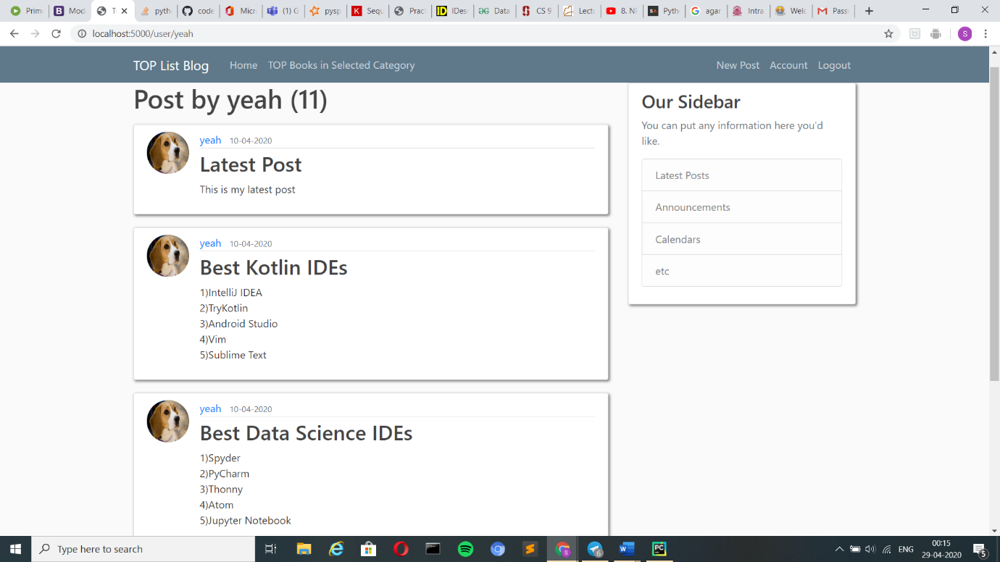 Prim
Mod
T
pyth
code
Micr
(1) G
pysp
Sequ
Prac
IDes
Data
CS 9
Lectu
8. NF
Pyth
agar
Intra
Welc
Pass
localhost:5000/user/yeah
TOP List Blog
Home
TOP Books in Selected Category
New Post
Account
Logout
Post by yeah (11)
yeah 10-04-2020
Latest Post
This is my latest post
yeah 10-04-2020
Best Kotlin IDEs
1)IntelliJ IDEA
2)TryKotlin
3)Android Studio
4)Vim
5)Sublime Text
yeah 10-04-2020
Best Data Science IDEs
1)Spyder
2)PyCharm
3)Thonny
4)Atom
5)Jupyter Notebook
Our Sidebar
You can put any information here you'd
like.
Latest Posts
Announcements
Calendars
etc
Type here to search
ENG
00:15
29-04-2020